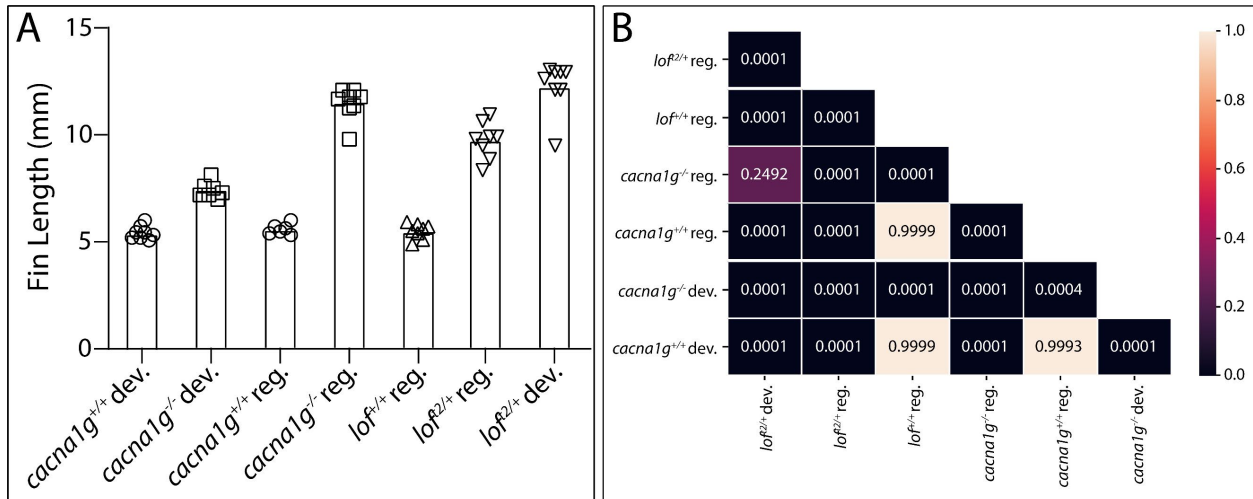 A
Fin Length (mm)
15
10
5
0
cacna1g+/+ dev.
cacna1g-/- dev.
cacna1g+/+ reg.
cacna1g-/- reg.
lof+/+ reg.
loft2/+ reg.
loft2/+ dev.
B
loft2/+ reg. 0.0001
lof+/+ reg. 0.0001 0.0001
cacna1g-/- reg. 0.2492 0.0001 0.0001
cacna1g+/+ reg. 0.0001 0.0001 0.9999 0.0001
cacna1g-/- dev. 0.0001 0.0001 0.0001 0.0001 0.0004
cacna1g+/+ dev. 0.0001 0.0001 0.9999 0.0001 0.9993 0.0001
loft2/+ dev.
loft2/+ reg.
lof+/+ reg.
cacna1g-/- reg.
cacna1g+/+ reg.
cacna1g-/- dev.
1.0
0.8
0.6
0.4
0.2
0.0